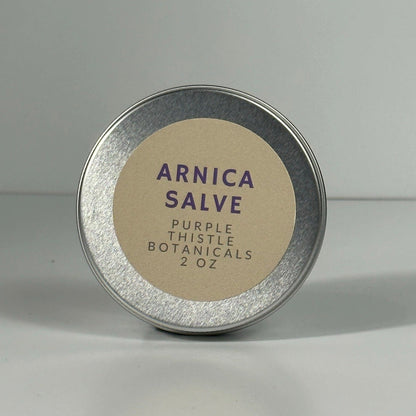 ARNICA
SALVE
PURPLE
THISTLE
BOTANICALS
2 OZ